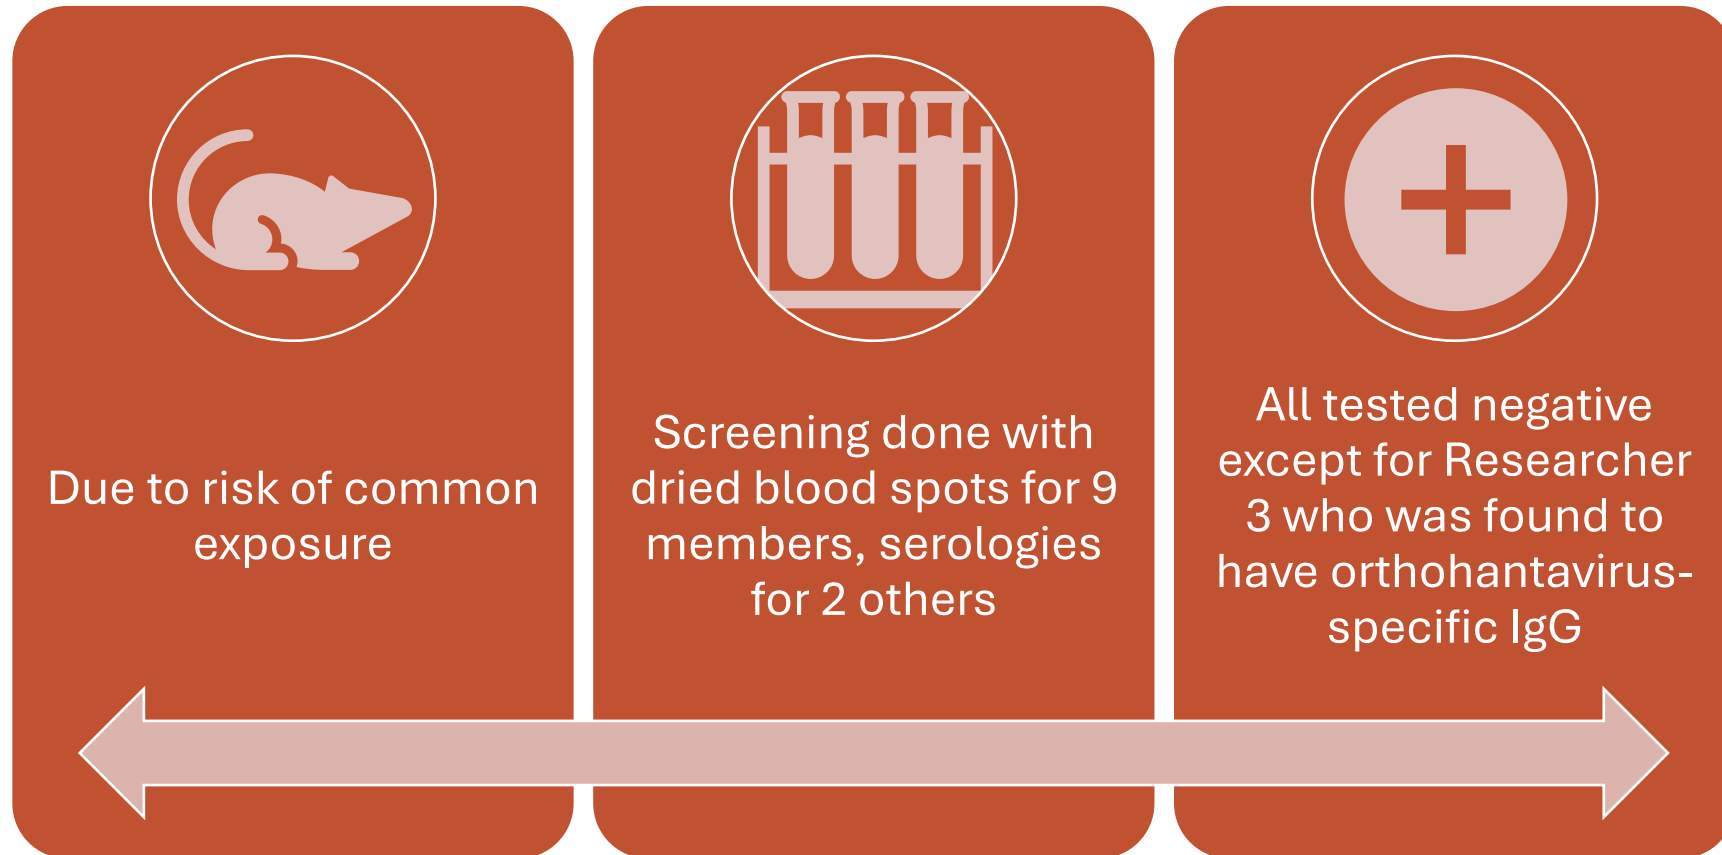 Due to risk of common
exposure
Screening done with
dried blood spots for 9
members, serologies
for 2 others
All tested negative
except for Researcher
3 who was found to
have orthohantavirus-
specific IgG